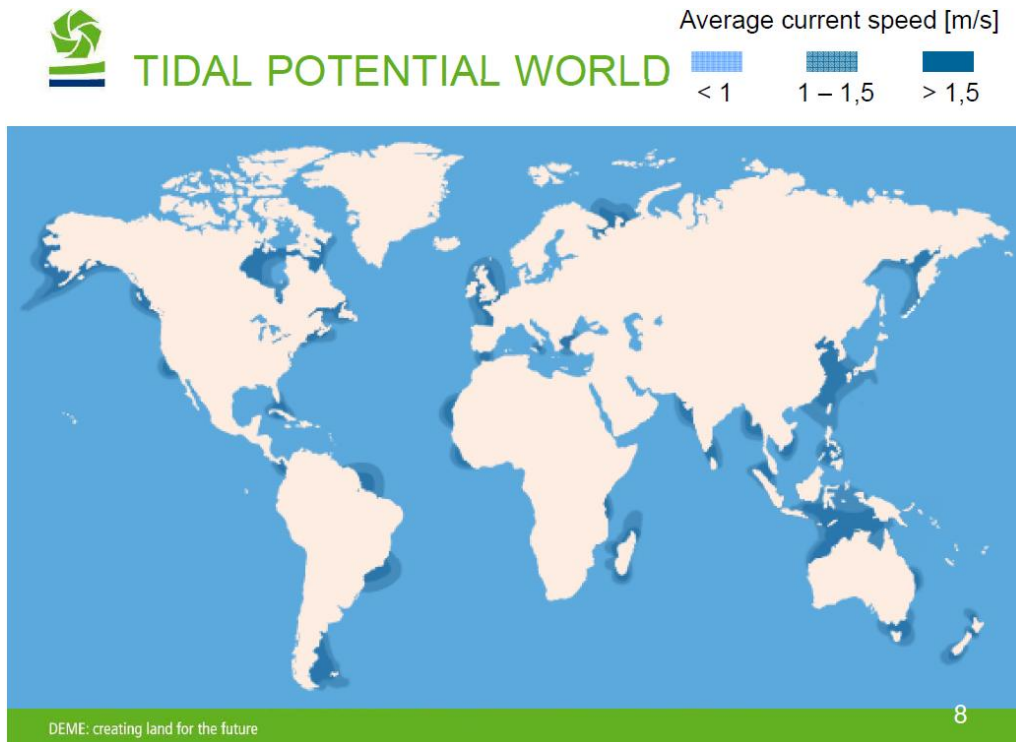 Average current speed [m/s]
TIDAL POTENTIAL WORLD
< 1 1 – 1,5 > 1,5
DEME: creating land for the future
8